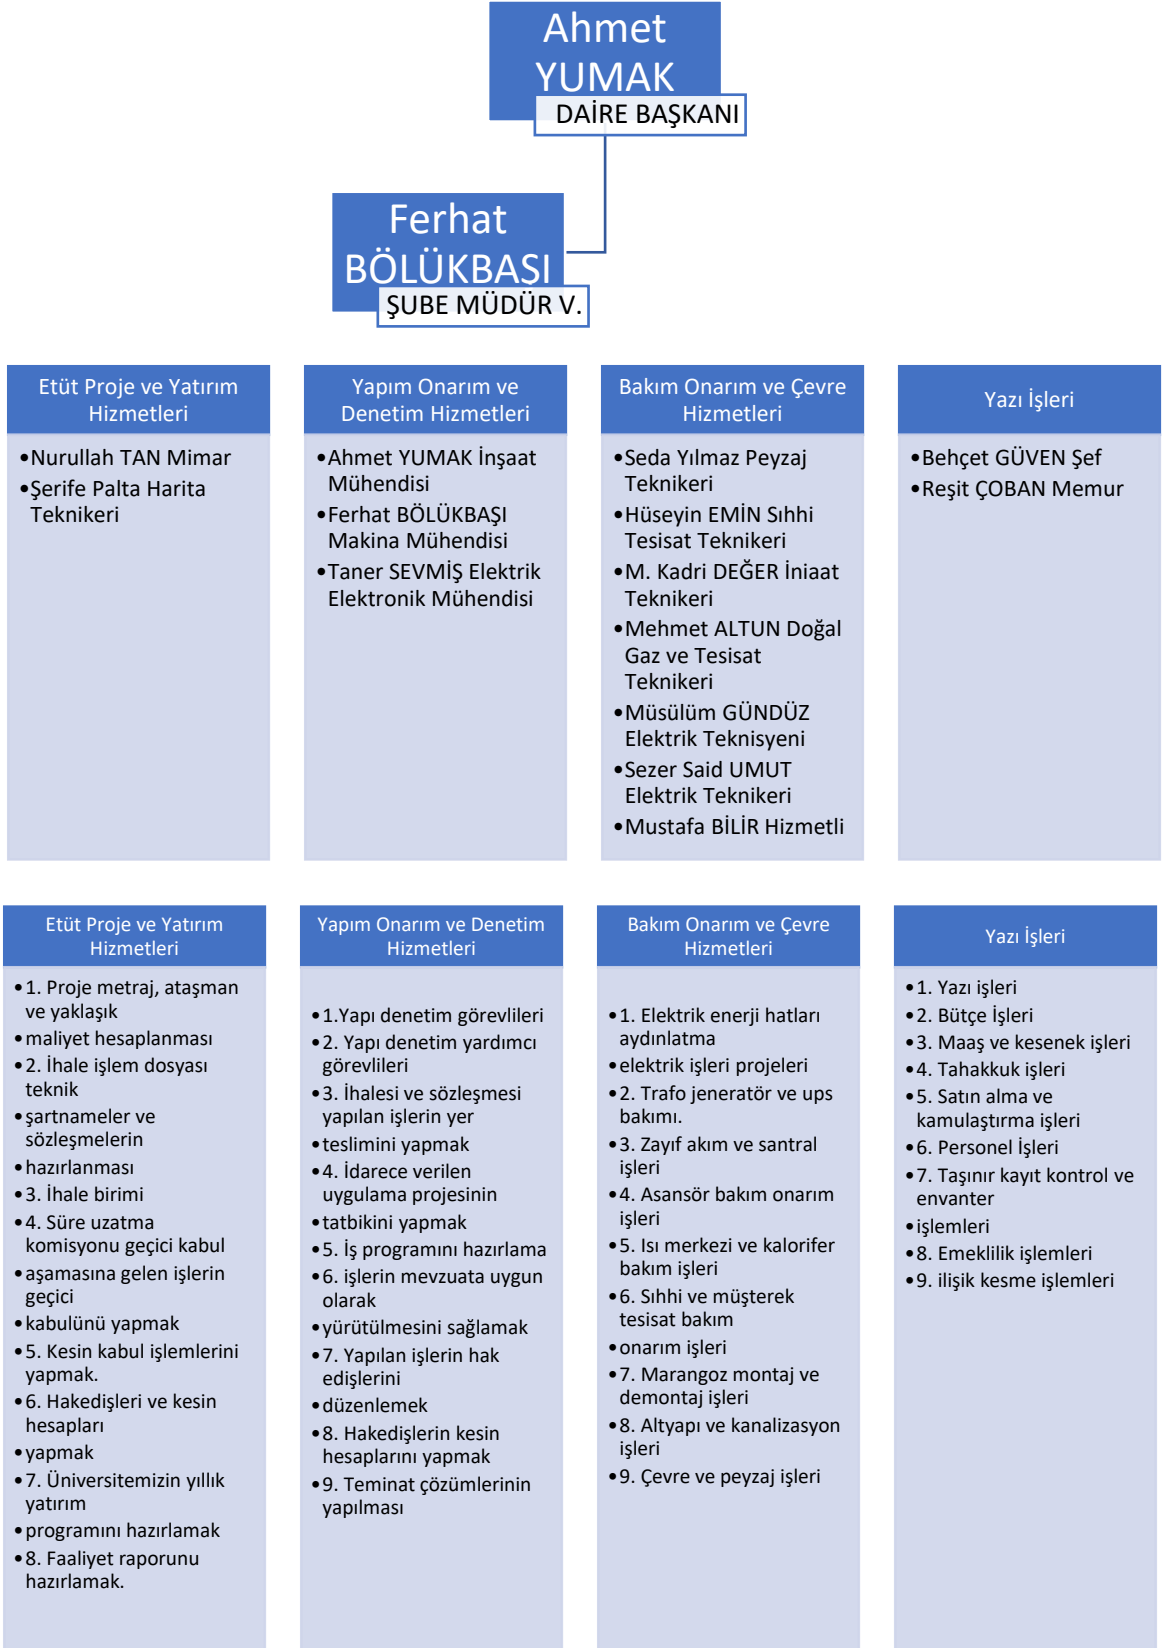 Ahmet
YUMAK
DAİRE BAŞKANI
Ferhat
BÖLÜKBAŞI
ŞUBE MÜDÜR V.
Etüt Proje ve Yatırım
Hizmetleri
•Nurullah TAN Mimar
•Şerife Palta Harita
Teknikeri
Yapım Onarım ve
Denetim Hizmetleri
•Ahmet YUMAK İnşaat
Mühendisi
•Ferhat BÖLÜKBAŞI
Makina Mühendisi
•Taner SEVMİŞ Elektrik
Elektronik Mühendisi
Bakım Onarım ve Çevre
Hizmetleri
•Seda Yılmaz Peyzaj
Teknikeri
•Hüseyin EMİN Sıhhi
Tesisat Teknikeri
•M. Kadri DEĞER İniaat
Teknikeri
•Mehmet ALTUN Doğal
Gaz ve Tesisat
Teknikeri
•Müsülüm GÜNDÜZ
Elektrik Teknisyeni
•Sezer Said UMUT
Elektrik Teknikeri
•Mustafa BİLİR Hizmetli
Yazı İşleri
•Behçet GÜVEN Şef
•Reşit ÇOBAN Memur
Etüt Proje ve Yatırım
Hizmetleri
•1. Proje metraj, ataşman
ve yaklaşık
•maliyet hesaplanması
•2. İhale işlem dosyası
teknik
•şartnameler ve
sözleşmelerin
•hazırlanması
•3. İhale birimi
•4. Süre uzatma
komisyonu geçici kabul
•aşamasına gelen işlerin
geçici
•kabulünü yapmak
•5. Kesin kabul işlemlerini
yapmak.
•6. Hakedişleri ve kesin
hesapları
•yapmak
•7. Üniversitemizin yıllık
yatırım
•programını hazırlamak
•8. Faaliyet raporunu
hazırlamak.
Yapım Onarım ve Denetim
Hizmetleri
•1.Yapı denetim görevlileri
•2. Yapı denetim yardımcı
görevlileri
•3. İhalesi ve sözleşmesi
yapılan işlerin yer
•teslimini yapmak
•4. İdarece verilen
uygulama projesinin
•tatbikini yapmak
•5. İş programını hazırlama
•6. işlerin mevzuata uygun
olarak
•yürütülmesini sağlamak
•7. Yapılan işlerin hak
edişlerini
•düzenlemek
•8. Hakedişlerin kesin
hesaplarını yapmak
•9. Teminat çözümlerinin
yapılması
Bakım Onarım ve Çevre
Hizmetleri
•1. Elektrik enerji hatları
aydınlatma
•elektrik işleri projeleri
•2. Trafo jeneratör ve ups
bakımı.
•3. Zayıf akım ve santral
işleri
•4. Asansör bakım onarım
işleri
•5. Isı merkezi ve kalorifer
bakım işleri
•6. Sıhhi ve müşterek
tesisat bakım
•onarım işleri
•7. Marangoz montaj ve
demontaj işleri
•8. Altyapı ve kanalizasyon
işleri
•9. Çevre ve peyzaj işleri
Yazı İşleri
•1. Yazı işleri
•2. Bütçe İşleri
•3. Maaş ve kesenek işleri
•4. Tahakkuk işleri
•5. Satın alma ve
kamulaştırma işleri
•6. Personel İşleri
•7. Taşınır kayıt kontrol ve
envanter
•işlemleri
•8. Emeklilik işlemleri
•9. ilişik kesme işlemleri